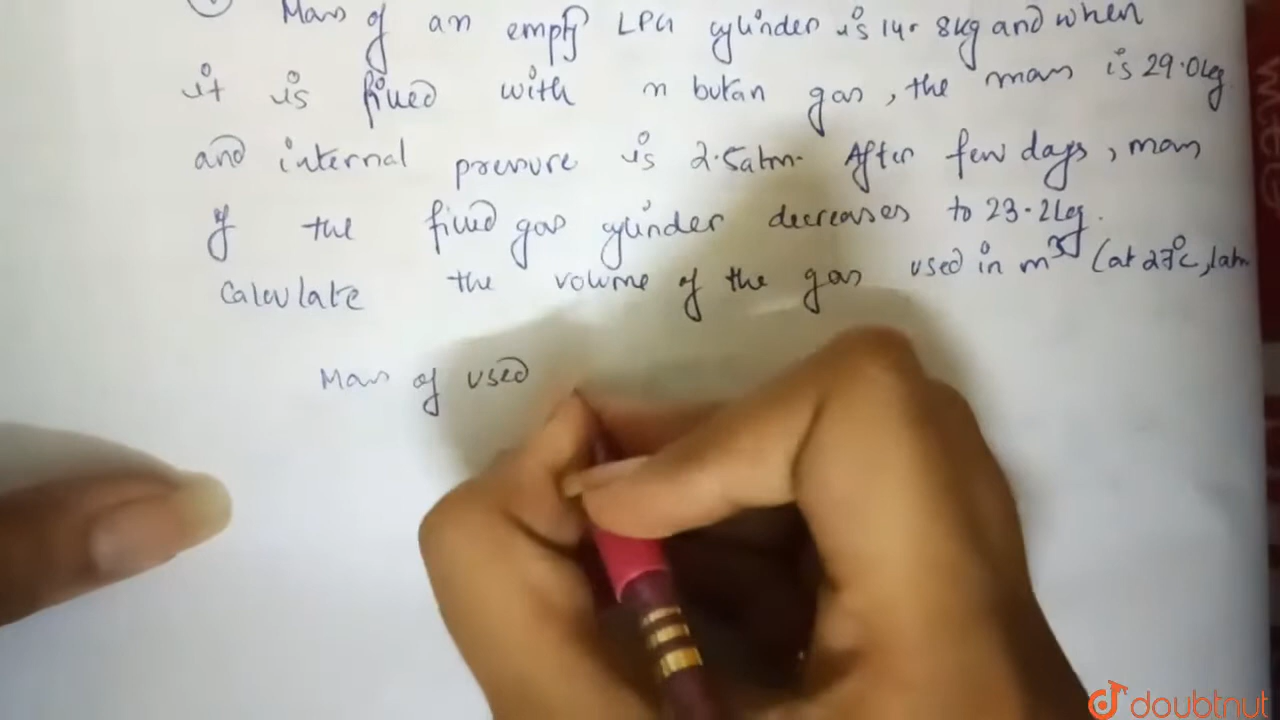 Mass of an empty LPG cylinder is 14.8kg and when
it is filled with n butan gas, the mass is 29.0kg
and internal pressure is 2.5atm. After few days, mass
of the filled gas cylinder decreases to 23.2kg.
Calculate the volume of the gas used in m³ (at 27°C, 1atm
Mass of used
doubtnut